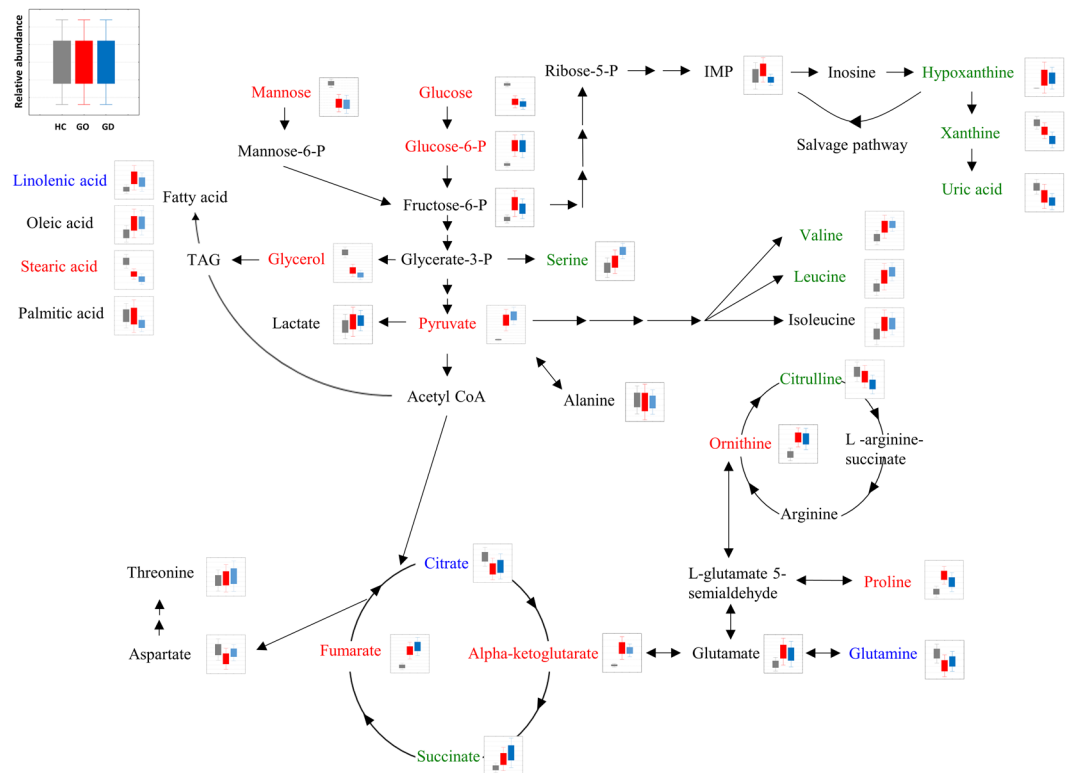 Relative abundance
HC GO GD
Ribose-5-P
IMP
Inosine
Hypoxanthine
Mannose
Glucose
Xanthine
Salvage pathway
Mannose-6-P
Glucose-6-P
Uric acid
Linolenic acid
Fatty acid
Fructose-6-P
Oleic acid
Valine
TAG
Glycerol
Glycerate-3-P
Serine
Stearic acid
Leucine
Palmitic acid
Lactate
Pyruvate
Isoleucine
Citrulline
Acetyl CoA
Alanine
Ornithine
L -arginine-
succinate
Arginine
Citrate
Threonine
L-glutamate 5-
semialdehyde
Proline
Aspartate
Fumarate
Alpha-ketoglutarate
Glutamate
Glutamine
Succinate